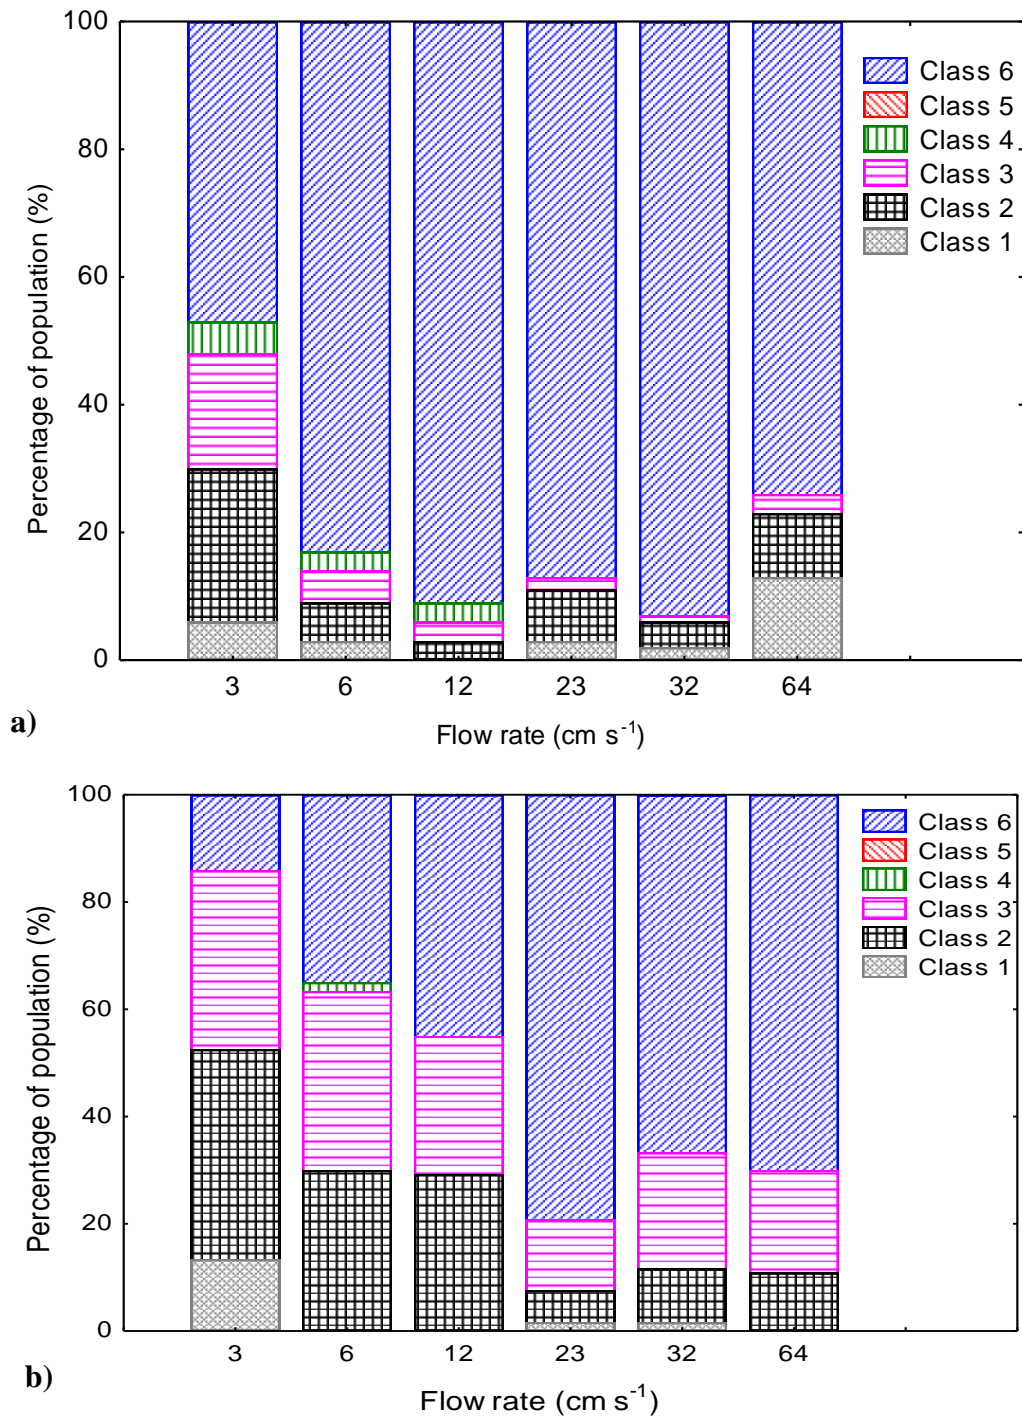 100
80
60
40
20
0
Percentage of population (%)
Class 6
Class 5
Class 4
Class 3
Class 2
Class 1
3 6 12 23 32 64
a)
Flow rate (cm s⁻¹)
100
80
60
40
20
0
Percentage of population (%)
Class 6
Class 5
Class 4
Class 3
Class 2
Class 1
3 6 12 23 32 64
b)
Flow rate (cm s⁻¹)